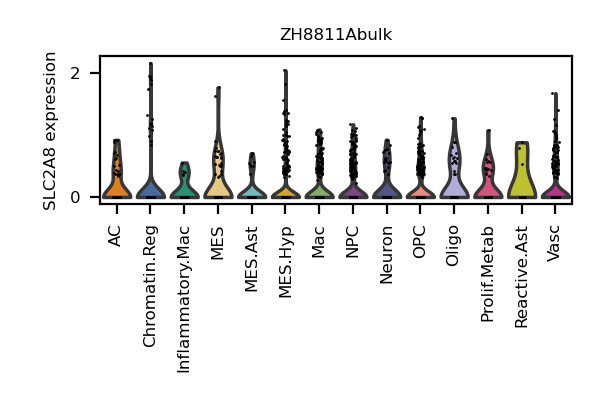 ZH8811Abulk
SLC2A8 expression
2
0
AC
Chromatin.Reg
Inflammatory.Mac
MES
MES.Ast
MES.Hyp
Mac
NPC
Neuron
OPC
Oligo
Prolif.Metab
Reactive.Ast
Vasc